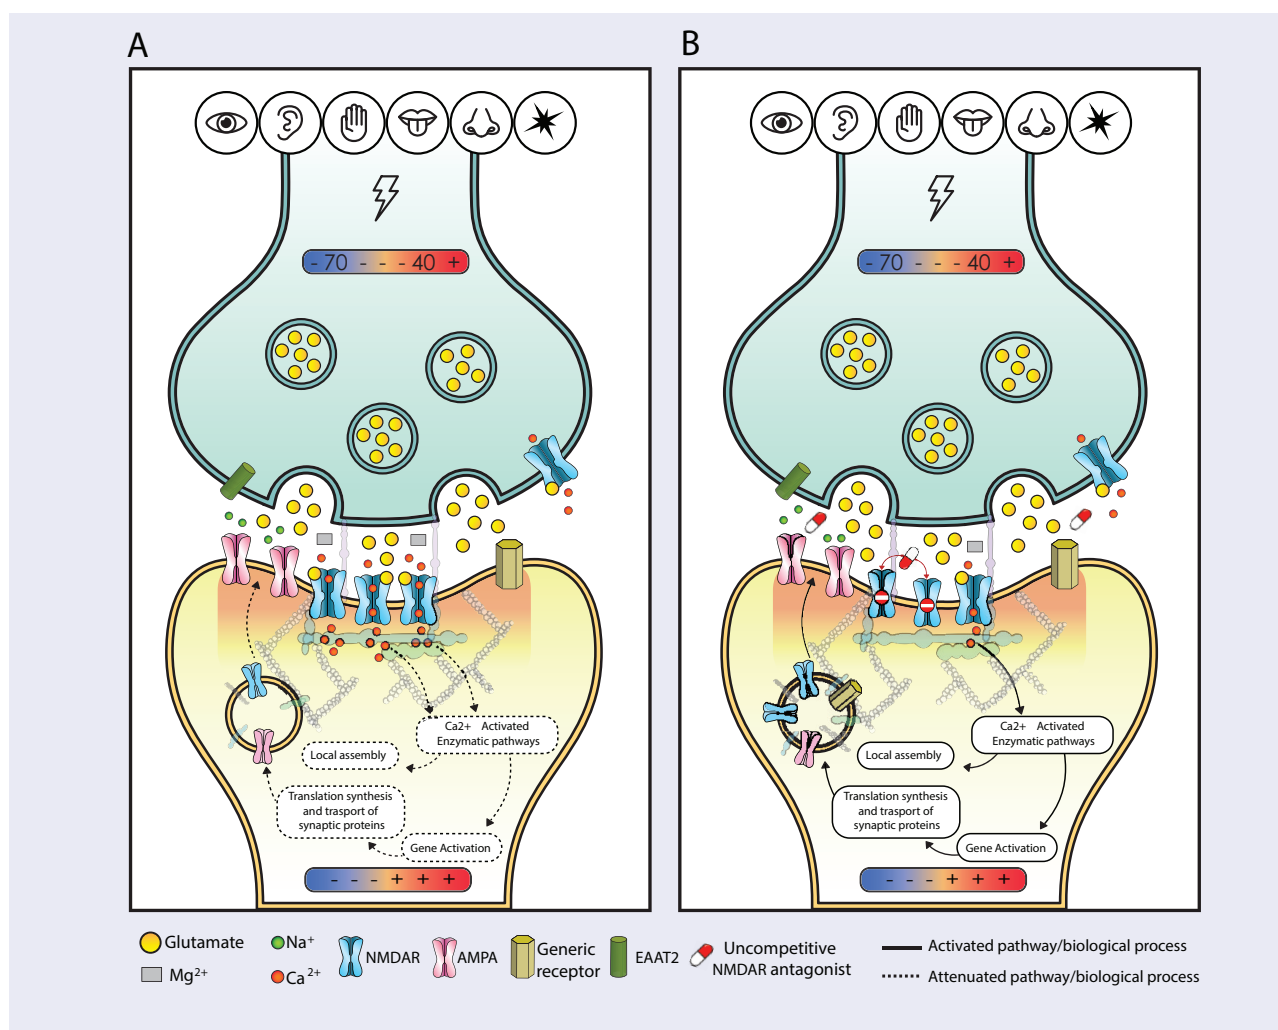 A
B
- 70 - - - 40 +
- 70 - - - 40 +
Ca2+ Activated
Enzymatic pathways
Local assembly
Translation synthesis
and trasport of
synaptic proteins
Gene Activation
- - - + + +
Ca2+ Activated
Enzymatic pathways
Local assembly
Translation synthesis
and trasport of
synaptic proteins
Gene Activation
- - - + + +
Glutamate
Mg2+
Na+
Ca 2+
NMDAR
AMPA
Generic
receptor
EAAT2
Uncompetitive
NMDAR antagonist
Activated pathway/biological process
Attenuated pathway/biological process